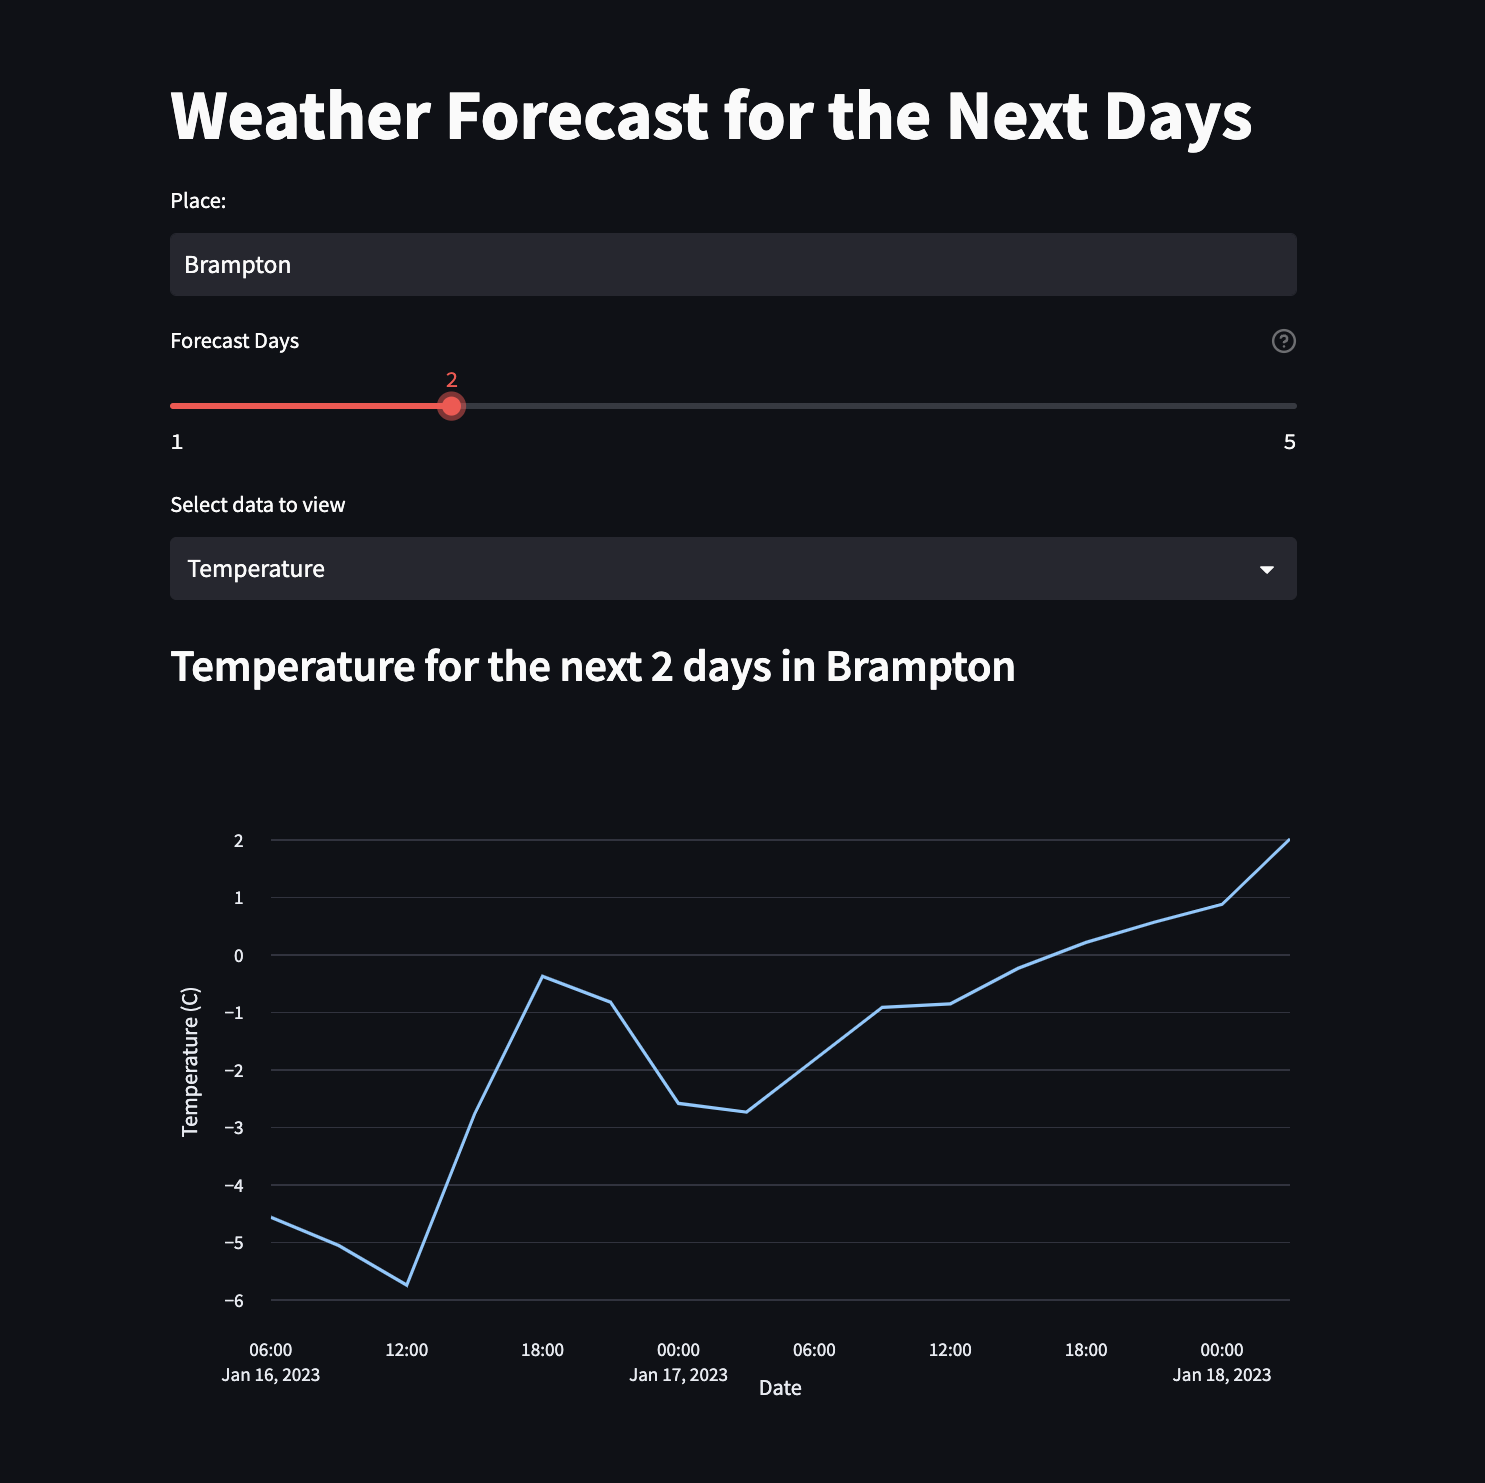 Weather Forecast for the Next Days
Place:
Brampton
Forecast Days
2
1 5
Select data to view
Temperature
Temperature for the next 2 days in Brampton
2
1
0
−1
−2
−3
−4
−5
−6
Temperature (C)
06:00 12:00 18:00 00:00 06:00 12:00 18:00 00:00
Jan 16, 2023 Jan 17, 2023 Jan 18, 2023
Date